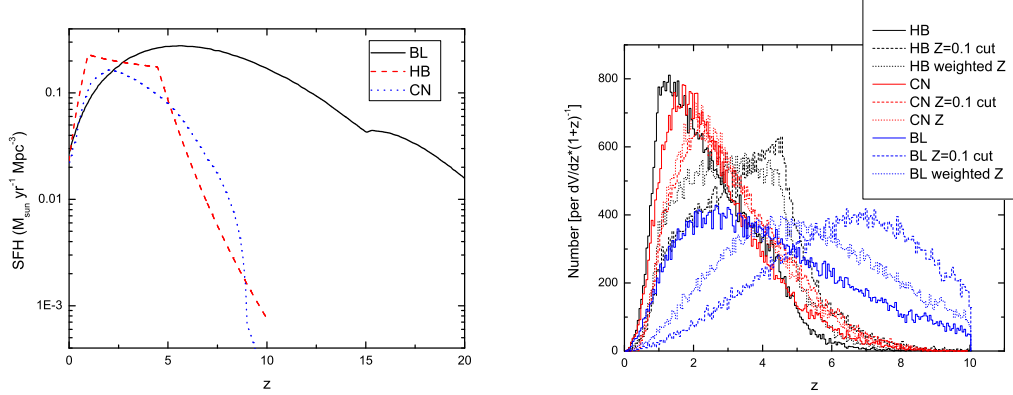 BL
HB
CN
0.1
0.01
1E-3
SFH (M_sun yr^-1 Mpc^-3)
0 5 10 15 20
z
HB
HB Z=0.1 cut
HB weighted Z
CN
CN Z=0.1 cut
CN Z
BL
BL Z=0.1 cut
BL weighted Z
800
600
400
200
0
Number [per dV/dz*(1+z)^-1]
0 2 4 6 8 10
z